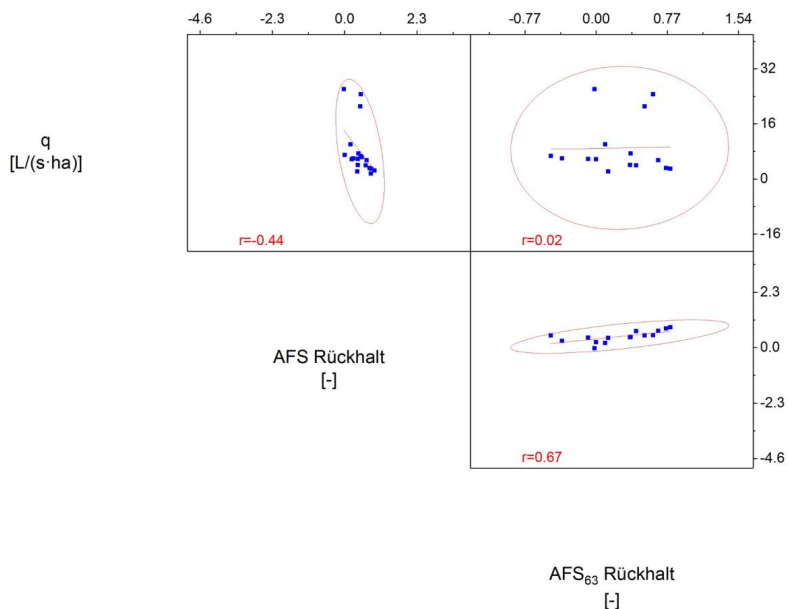 -4.6 -2.3 0.0 2.3 -0.77 0.00 0.77 1.54
32
q
[L/(s·ha)]
16
0
-16
r=-0.44 r=0.02
2.3
AFS Rückhalt
[-]
0.0
-2.3
-4.6
r=0.67
AFS₆₃ Rückhalt
[-]